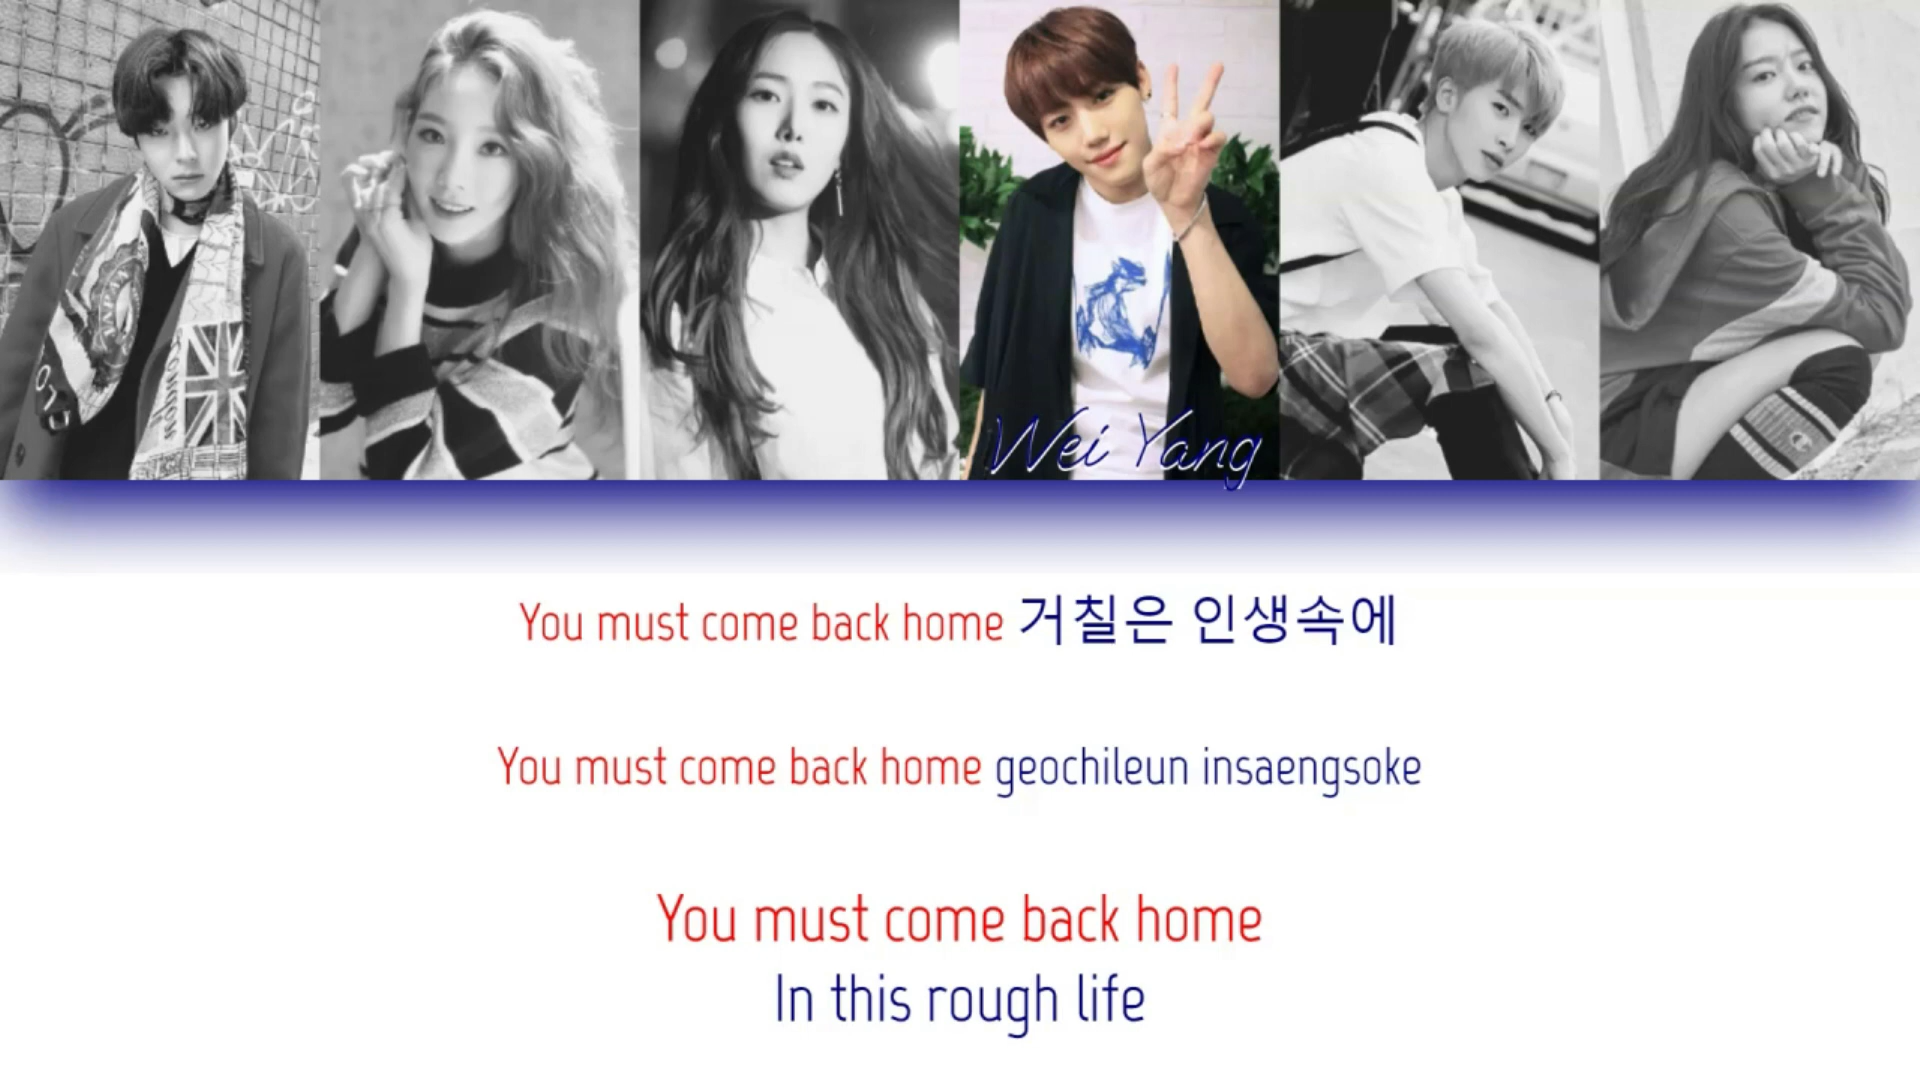 Wei Yang
You must come back home 거칠은 인생속에
You must come back home geochileun insaengsoke
You must come back home
In this rough life